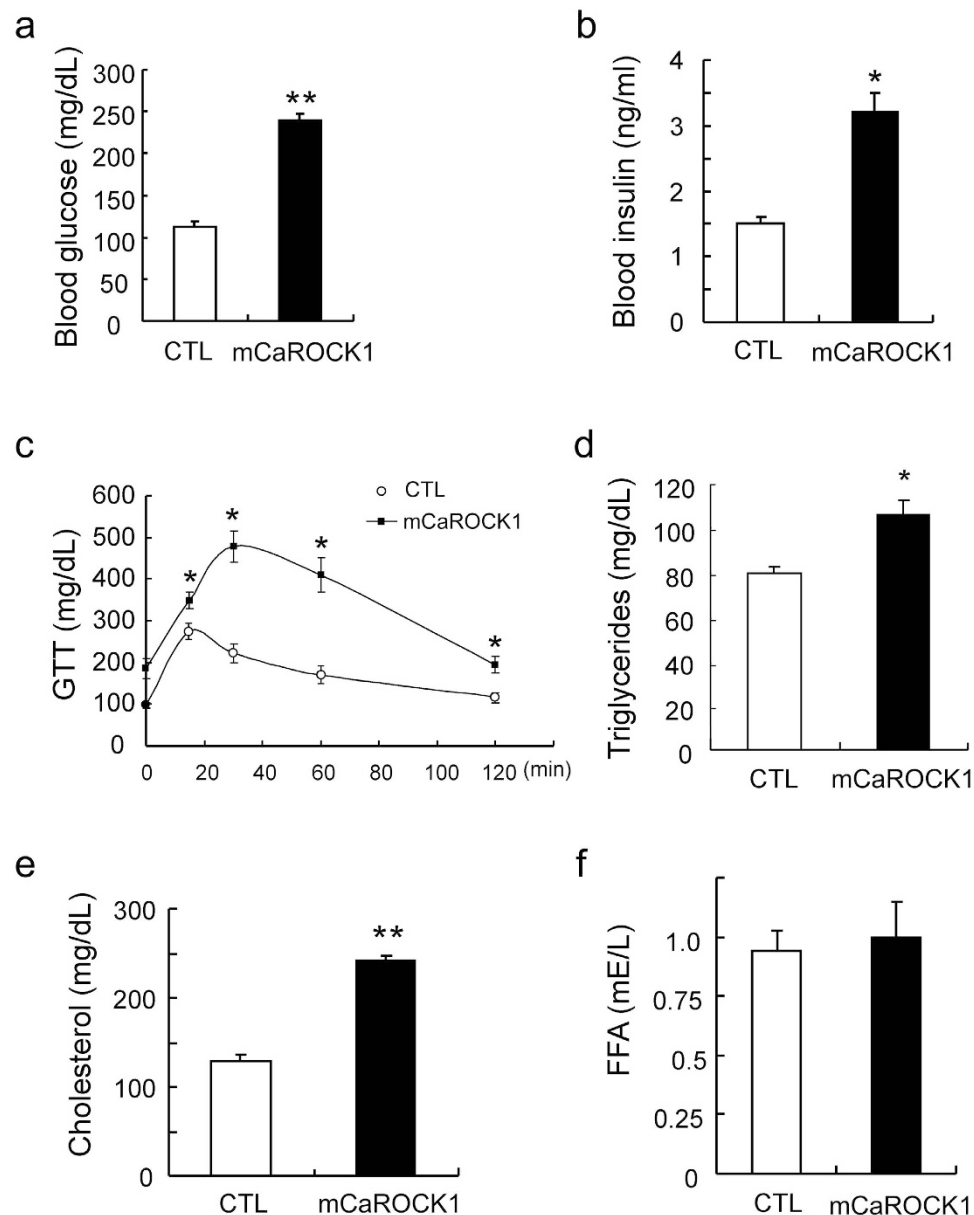 a
Blood glucose (mg/dL)
300
250
200
150
100
50
0
**
CTL
mCaROCK1
b
Blood insulin (ng/ml)
4
3
2
1
0
*
CTL
mCaROCK1
c
GTT (mg/dL)
600
500
400
300
200
100
0
* * * *
CTL
mCaROCK1
0 20 40 60 80 100 120 (min)
d
Triglycerides (mg/dL)
120
100
80
60
40
20
0
*
CTL
mCaROCK1
e
Cholesterol (mg/dL)
300
200
100
0
**
CTL
mCaROCK1
f
FFA (mE/L)
1.0
0.75
0.5
0.25
0
CTL
mCaROCK1